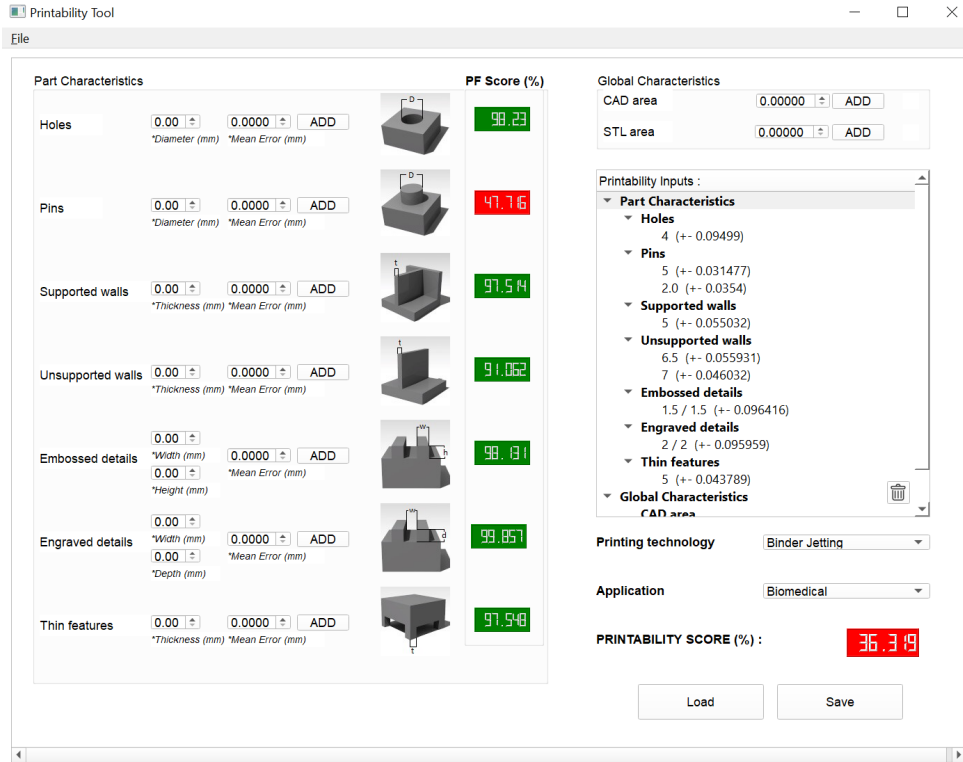 Printability Tool
File
Part Characteristics
PF Score (%)
Holes
0.00
0.0000
ADD
*Diameter (mm) *Mean Error (mm)
D
98.23
Pins
0.00
0.0000
ADD
*Diameter (mm) *Mean Error (mm)
D
47.716
Supported walls
0.00
0.0000
ADD
*Thickness (mm) *Mean Error (mm)
t
97.514
Unsupported walls
0.00
0.0000
ADD
*Thickness (mm) *Mean Error (mm)
t
91.062
Embossed details
0.00
*Width (mm)
0.00
*Height (mm)
0.0000
ADD
*Mean Error (mm)
w
h
98.131
Engraved details
0.00
*Width (mm)
0.00
*Depth (mm)
0.0000
ADD
*Mean Error (mm)
w
d
99.857
Thin features
0.00
0.0000
ADD
*Thickness (mm) *Mean Error (mm)
t
97.548
Global Characteristics
CAD area
0.00000
ADD
STL area
0.00000
ADD
Printability Inputs :
Part Characteristics
Holes
4 (+- 0.09499)
Pins
5 (+- 0.031477)
2.0 (+- 0.0354)
Supported walls
5 (+- 0.055032)
Unsupported walls
6.5 (+- 0.055931)
7 (+- 0.046032)
Embossed details
1.5 / 1.5 (+- 0.096416)
Engraved details
2 / 2 (+- 0.095959)
Thin features
5 (+- 0.043789)
Global Characteristics
CAD area
Printing technology
Binder Jetting
Application
Biomedical
PRINTABILITY SCORE (%) :
36.319
Load
Save